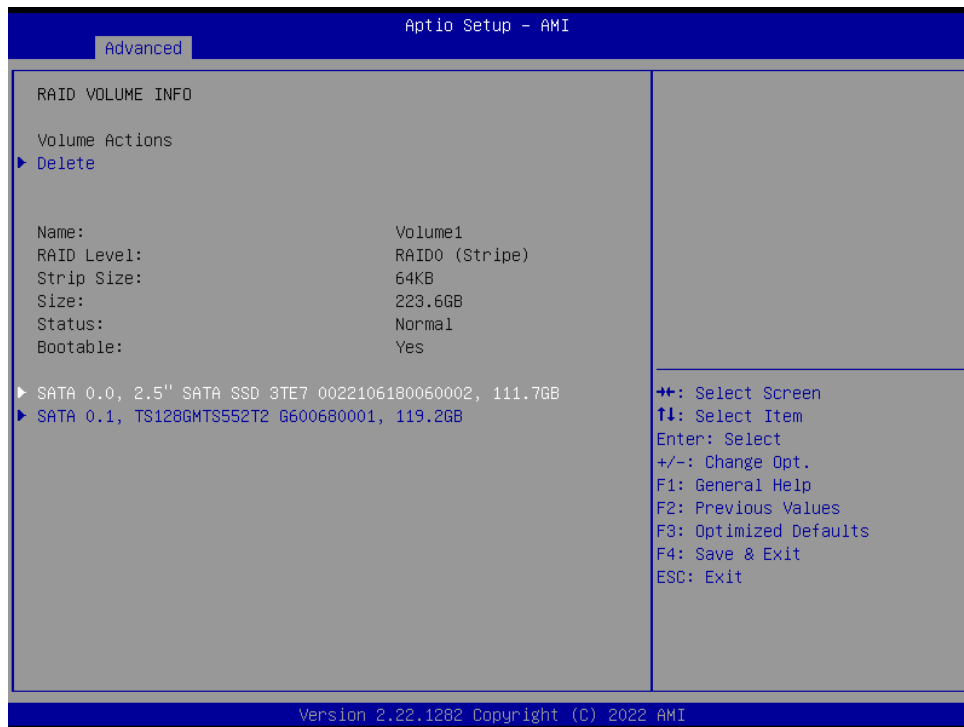 Aptio Setup – AMI
Advanced
RAID VOLUME INFO
Volume Actions
Delete
Name: Volume1
RAID Level: RAID0 (Stripe)
Strip Size: 64KB
Size: 223.6GB
Status: Normal
Bootable: Yes
SATA 0.0, 2.5" SATA SSD 3TE7 0022106180060002, 111.7GB
SATA 0.1, TS128GMTS552T2 G600680001, 119.2GB
→←: Select Screen
↑↓: Select Item
Enter: Select
+/-: Change Opt.
F1: General Help
F2: Previous Values
F3: Optimized Defaults
F4: Save & Exit
ESC: Exit
Version 2.22.1282 Copyright (C) 2022 AMI